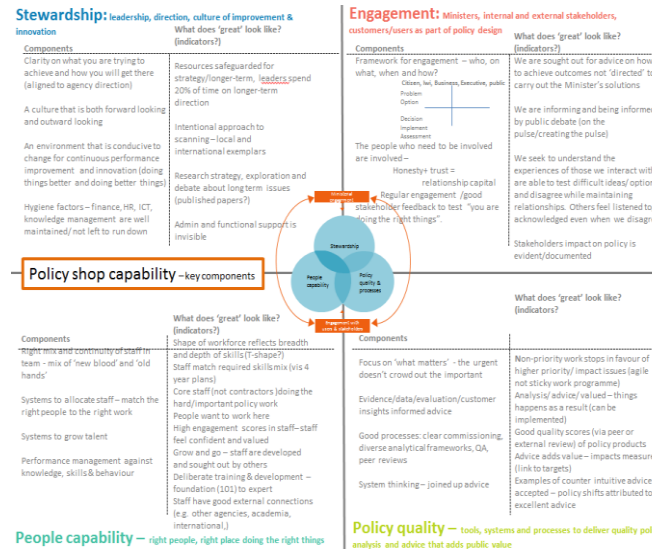 Stewardship: leadership, direction, culture of improvement &
innovation
Components
What does 'great' look like?
(indicators?)
Clarity on what you are trying to
achieve and how you will get there
(aligned to agency direction)
A culture that is both forward looking
and outward looking
An environment that is conducive to
change for continuous performance
improvement and innovation (doing
things better and doing better things)
Hygiene factors – finance, HR, ICT,
knowledge management are well
maintained/ not left to run down
Resources safeguarded for
strategy/longer-term, leaders spend
20% of time on longer-term
direction
Intentional approach to
scanning – local and
international exemplars
Research strategy, exploration and
debate about long term issues
(published papers?)
Admin and functional support is
invisible
Engagement: Ministers, internal and external stakeholders,
customers/users as part of policy design
Components
What does 'great' look like?
(indicators?)
Framework for engagement – who, on
what, when and how?
Citizen, Iwi, Business, Executive, public
Problem
Option
Decision
Implement
Assessment
The people who need to be involved
are involved –
Honesty+ trust =
relationship capital
Regular engagement /good
stakeholder feedback to test "you are
doing the right things".
We are sought out for advice on how
to achieve outcomes not 'directed' to
carry out the Minister's solutions
We are informing and being informed
by public debate (on the
pulse/creating the pulse)
We seek to understand the
experiences of those we interact with
are able to test difficult ideas/option
and disagree while maintaining
relationships. Others feel listened to
acknowledged even when we disagre
Stakeholders impact on policy is
evident/documented
Policy shop capability – key components
Stewardship
People
capability
Policy
quality &
processes
Engagement with
users & stakeholders
Components
What does 'great' look like?
(indicators?)
Right mix and continuity of staff in
team – mix of 'new blood' and 'old
hands'
Systems to allocate staff – match the
right people to the right work
Systems to grow talent
Performance management against
knowledge, skills & behaviour
Shape of workforce reflects breadth
and depth of skills (T-shape?)
Staff match required skills mix (vis 4
year plans)
Core staff (not contractors )doing the
hard/important policy work
People want to work here
High engagement scores in staff– staff
feel confident and valued
Grow and go – staff are developed
and sought out by others
Deliberate training & development –
foundation (101) to expert
Staff have good external connections
(e.g. other agencies, academia,
international,)
People capability – right people, right place doing the right things
Components
What does 'great' look like?
(indicators?
Focus on 'what matters' - the urgent
doesn't crowd out the important
Evidence/data/evaluation/customer
insights informed advice
Good processes: clear commissioning,
diverse analytical frameworks, QA,
peer reviews
System thinking – joined up advice
Non-priority work stops in favour of
higher priority/ impact issues (agile
not sticky work programme)
Analysis/ advice/ valued – things
happens as a result (can be
implemented)
Good quality scores (via peer or
external review) of policy products
Advice adds value – impacts measure
(link to targets)
Examples of counter intuitive advice
accepted – policy shifts attributed to
excellent advice
Policy quality – tools, systems and processes to deliver quality pol
analysis and advice that adds public value